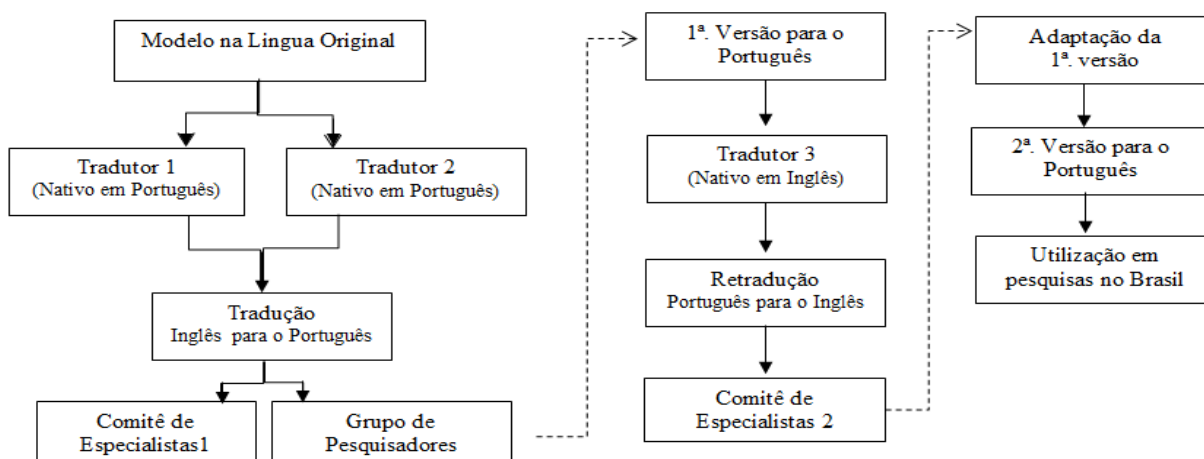 Modelo na Lingua Original
Tradutor 1
(Nativo em Português)
Tradutor 2
(Nativo em Português)
Tradução
Inglês para o Português
Comitê de
Especialistas1
Grupo de
Pesquisadores
1ª. Versão para o
Português
Tradutor 3
(Nativo em Inglês)
Retradução
Português para o Inglês
Comitê de
Especialistas 2
Adaptação da
1ª. versão
2ª. Versão para o
Português
Utilização em
pesquisas no Brasil